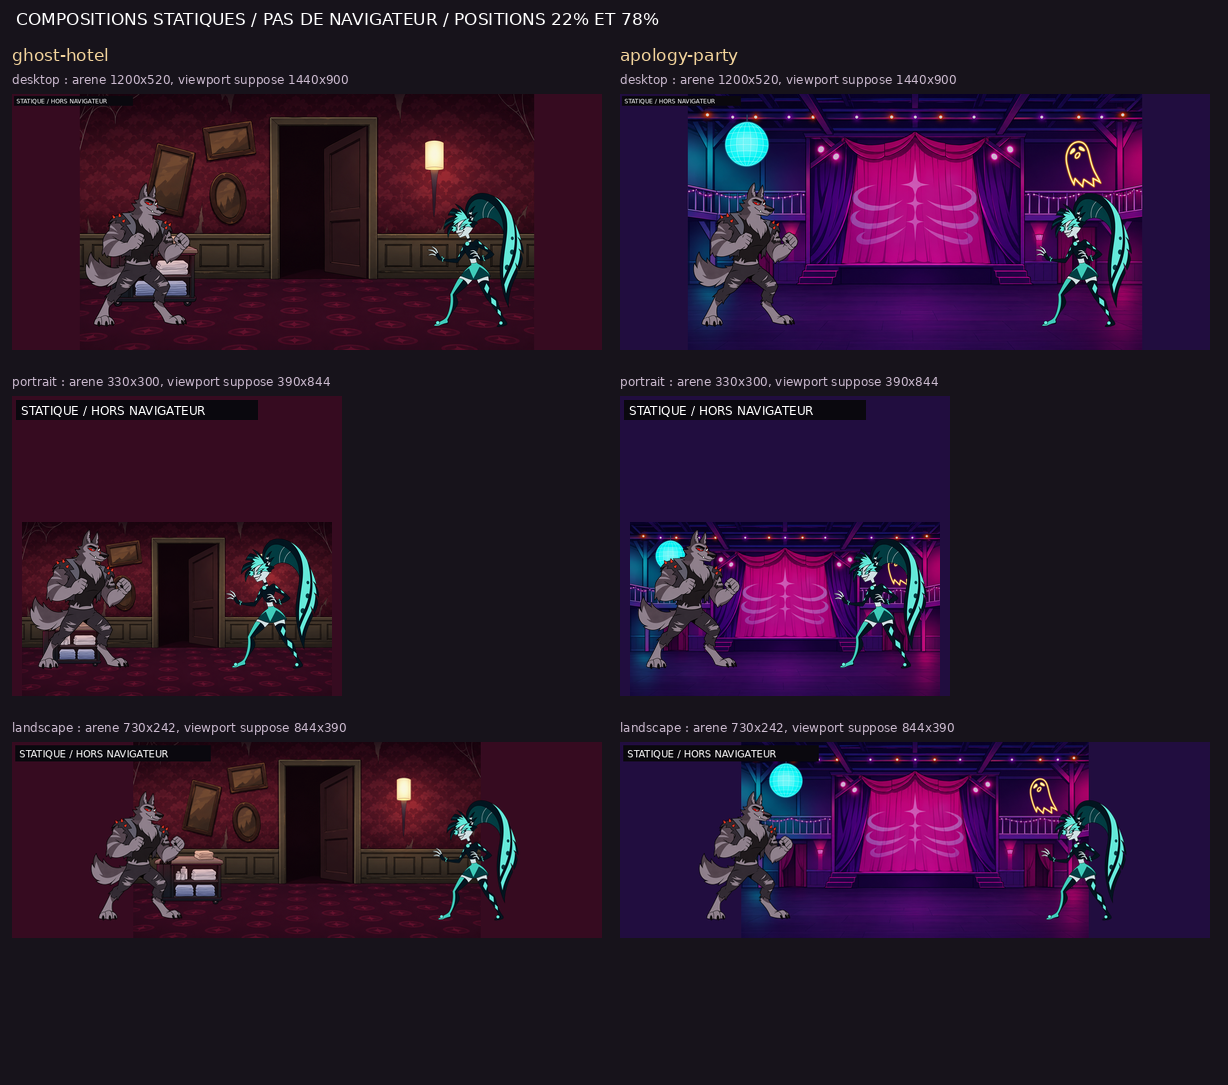 COMPOSITIONS STATIQUES / PAS DE NAVIGATEUR / POSITIONS 22% ET 78%
ghost-hotel
desktop : arene 1200x520, viewport suppose 1440x900
STATIQUE / HORS NAVIGATEUR
portrait : arene 330x300, viewport suppose 390x844
STATIQUE / HORS NAVIGATEUR
landscape : arene 730x242, viewport suppose 844x390
STATIQUE / HORS NAVIGATEUR
apology-party
desktop : arene 1200x520, viewport suppose 1440x900
STATIQUE / HORS NAVIGATEUR
portrait : arene 330x300, viewport suppose 390x844
STATIQUE / HORS NAVIGATEUR
landscape : arene 730x242, viewport suppose 844x390
STATIQUE / HORS NAVIGATEUR